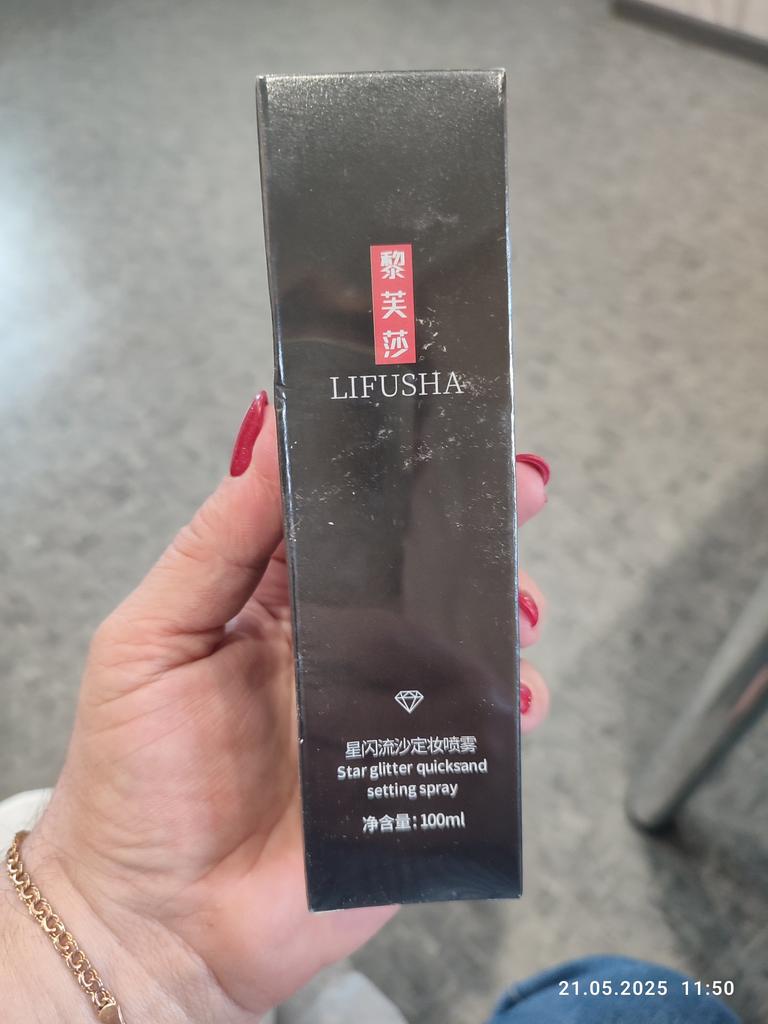 黎
芙
莎
LIFUSHA
星闪流沙定妆喷雾
Star glitter quicksand
setting spray
净含量:100ml
21.05.2025 11:50